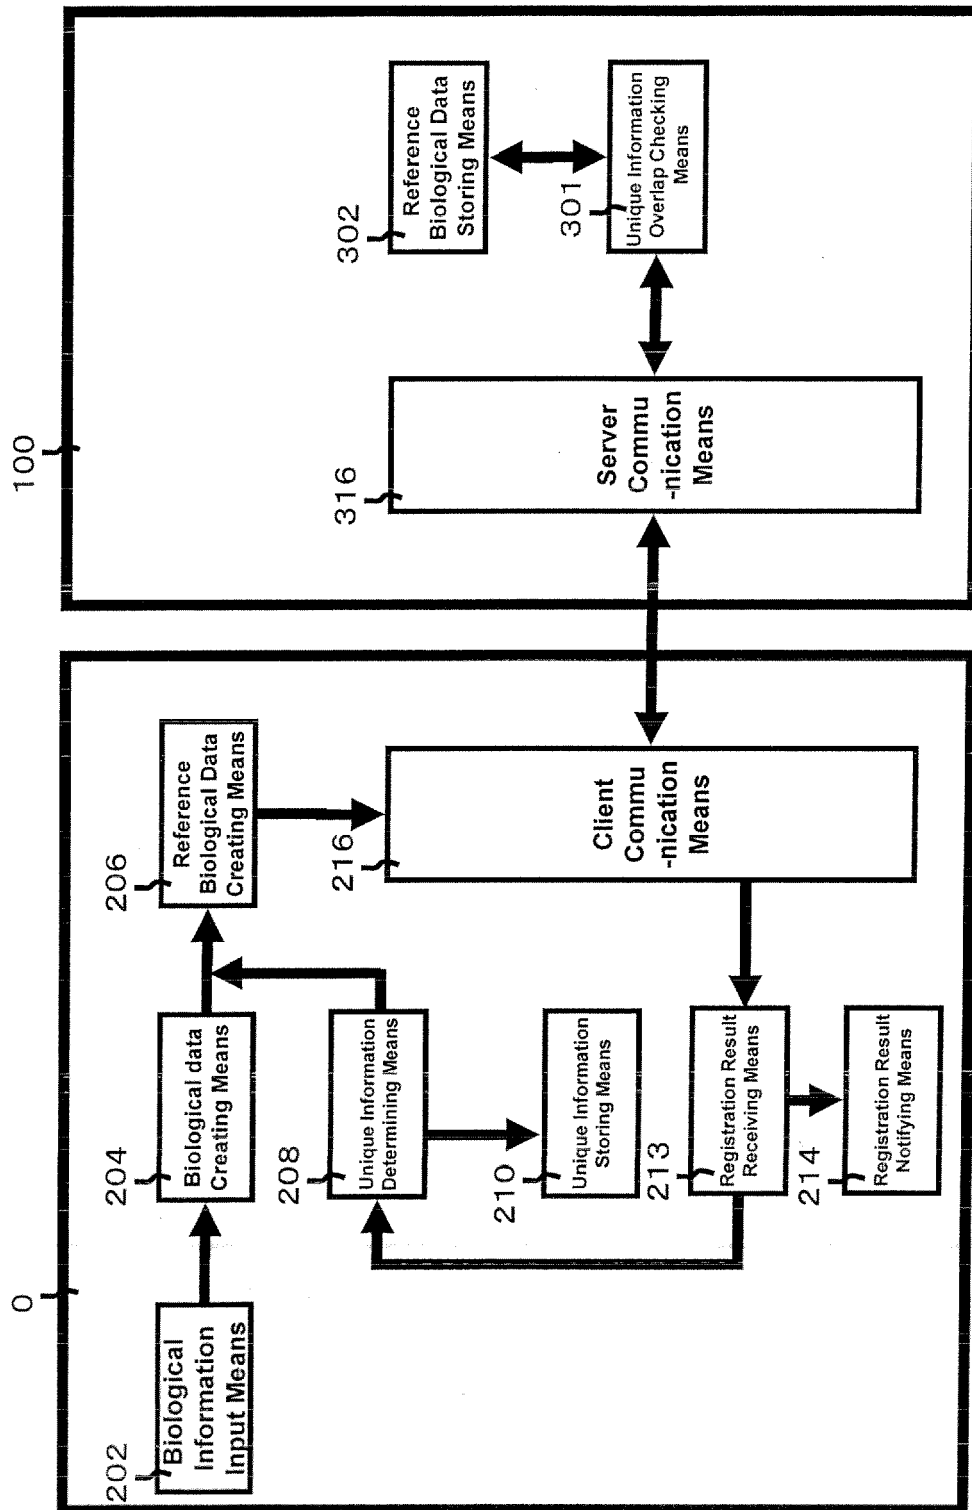 0
100
202
Biological
Information
Input Means
204
Biological data
Creating Means
206
Reference
Biological Data
Creating Means
208
Unique Information
Determining Means
210
Unique Information
Storing Means
213
Registration Result
Receiving Means
214
Registration Result
Notifying Means
216
Client
Commu
-nication
Means
316
Server
Commu
-nication
Means
302
Reference
Biological Data
Storing Means
301
Unique Information
Overlap Checking
Means